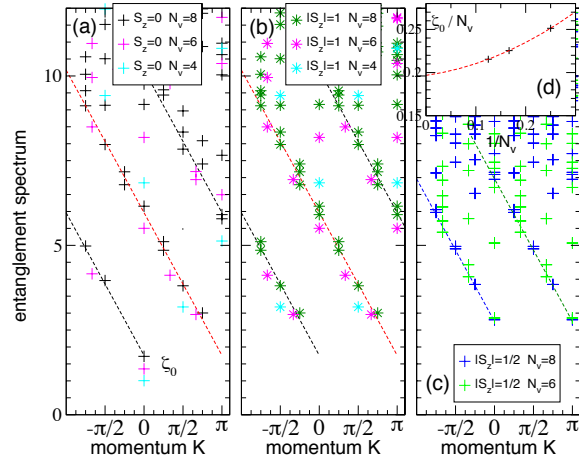 (a)
S_z=0 N_v=8
S_z=0 N_v=6
S_z=0 N_v=4
(b)
|S_z|=1 N_v=8
|S_z|=1 N_v=6
|S_z|=1 N_v=4
ζ_0 / N_v
(d)
0.25
0.2
0.15
0 0.1 0.2
1/N_v
entanglement spectrum
10
5
0
ζ_0
|S_z|=1/2 N_v=8
|S_z|=1/2 N_v=6
(c)
-π/2 0 π/2
-π/2 0 π/2
-π/2 0 π/2 π
momentum K
momentum K
momentum K